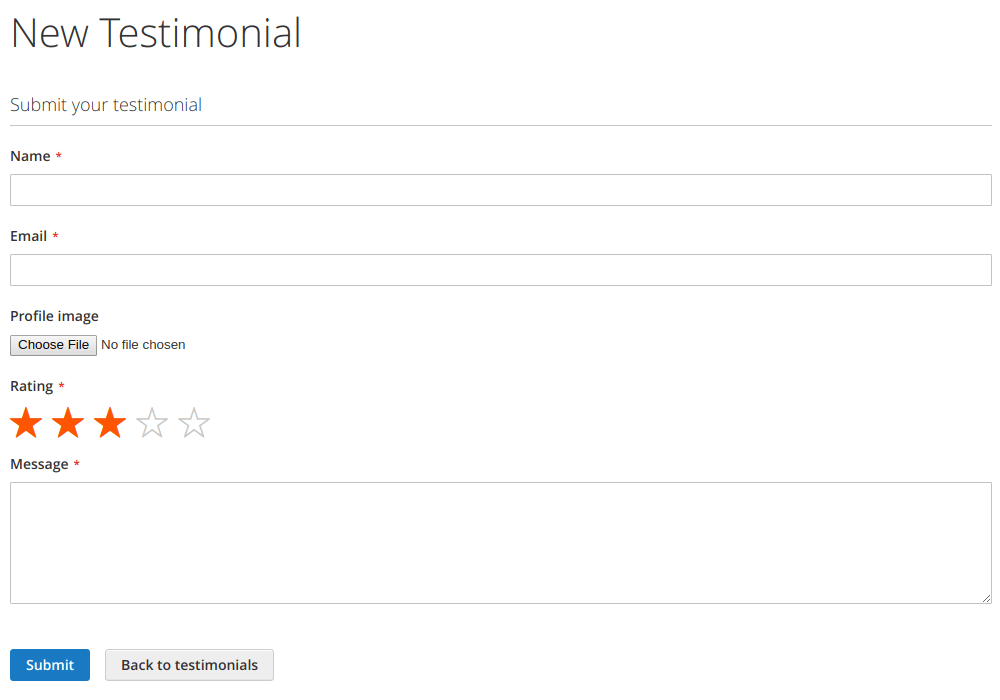 New Testimonial
Submit your testimonial
Name *
Email *
Profile image
Choose File No file chosen
Rating *
Message *
Submit Back to testimonials